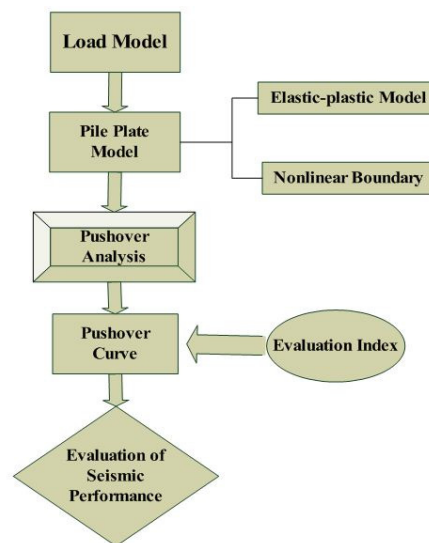 Load Model
Pile Plate
Model
Elastic-plastic Model
Nonlinear Boundary
Pushover
Analysis
Pushover
Curve
Evaluation Index
Evaluation of
Seismic
Performance